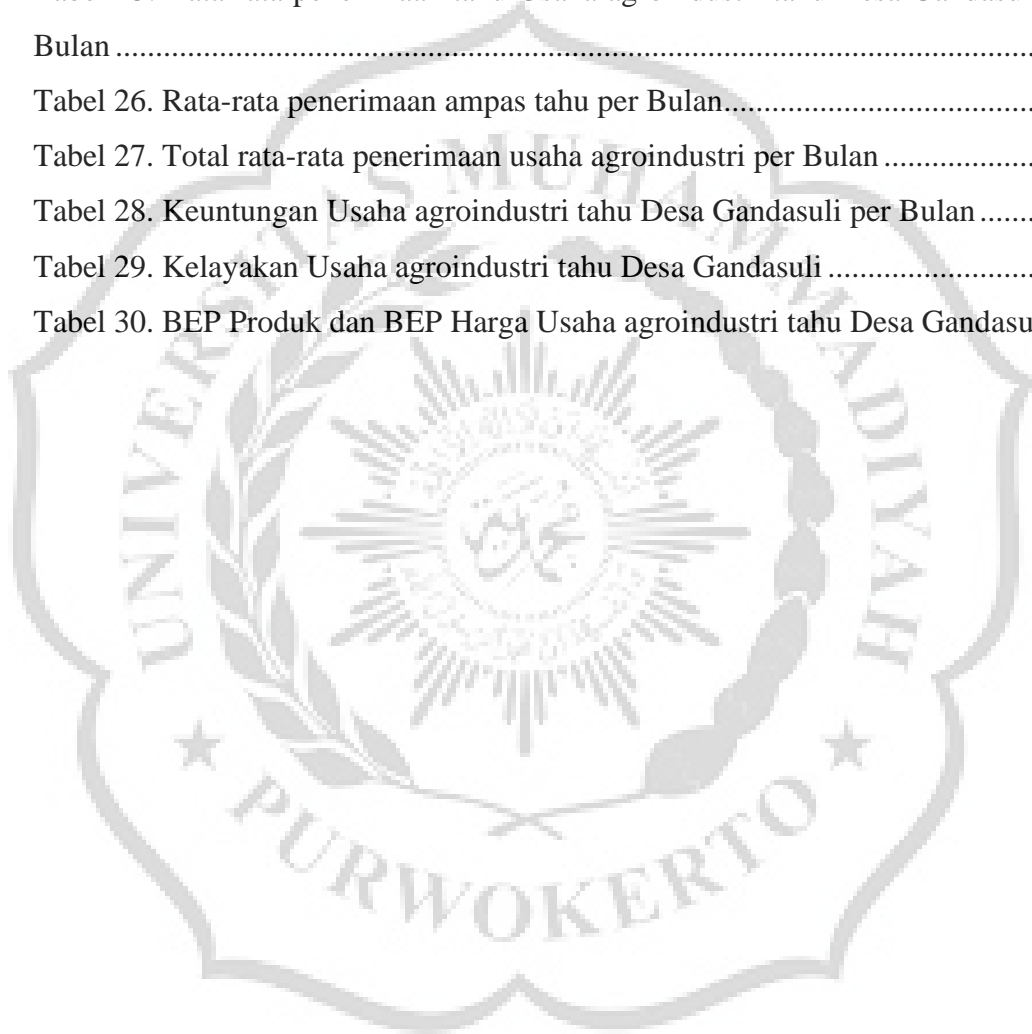 Bulan ................................................................................................................
Tabel 26. Rata-rata penerimaan ampas tahu per Bulan.......................................
Tabel 27. Total rata-rata penerimaan usaha agroindustri per Bulan ...................
Tabel 28. Keuntungan Usaha agroindustri tahu Desa Gandasuli per Bulan .......
Tabel 29. Kelayakan Usaha agroindustri tahu Desa Gandasuli ..........................
Tabel 30. BEP Produk dan BEP Harga Usaha agroindustri tahu Desa
UNIVERSITAS MUHAMMADIYAH
PURWOKERTO